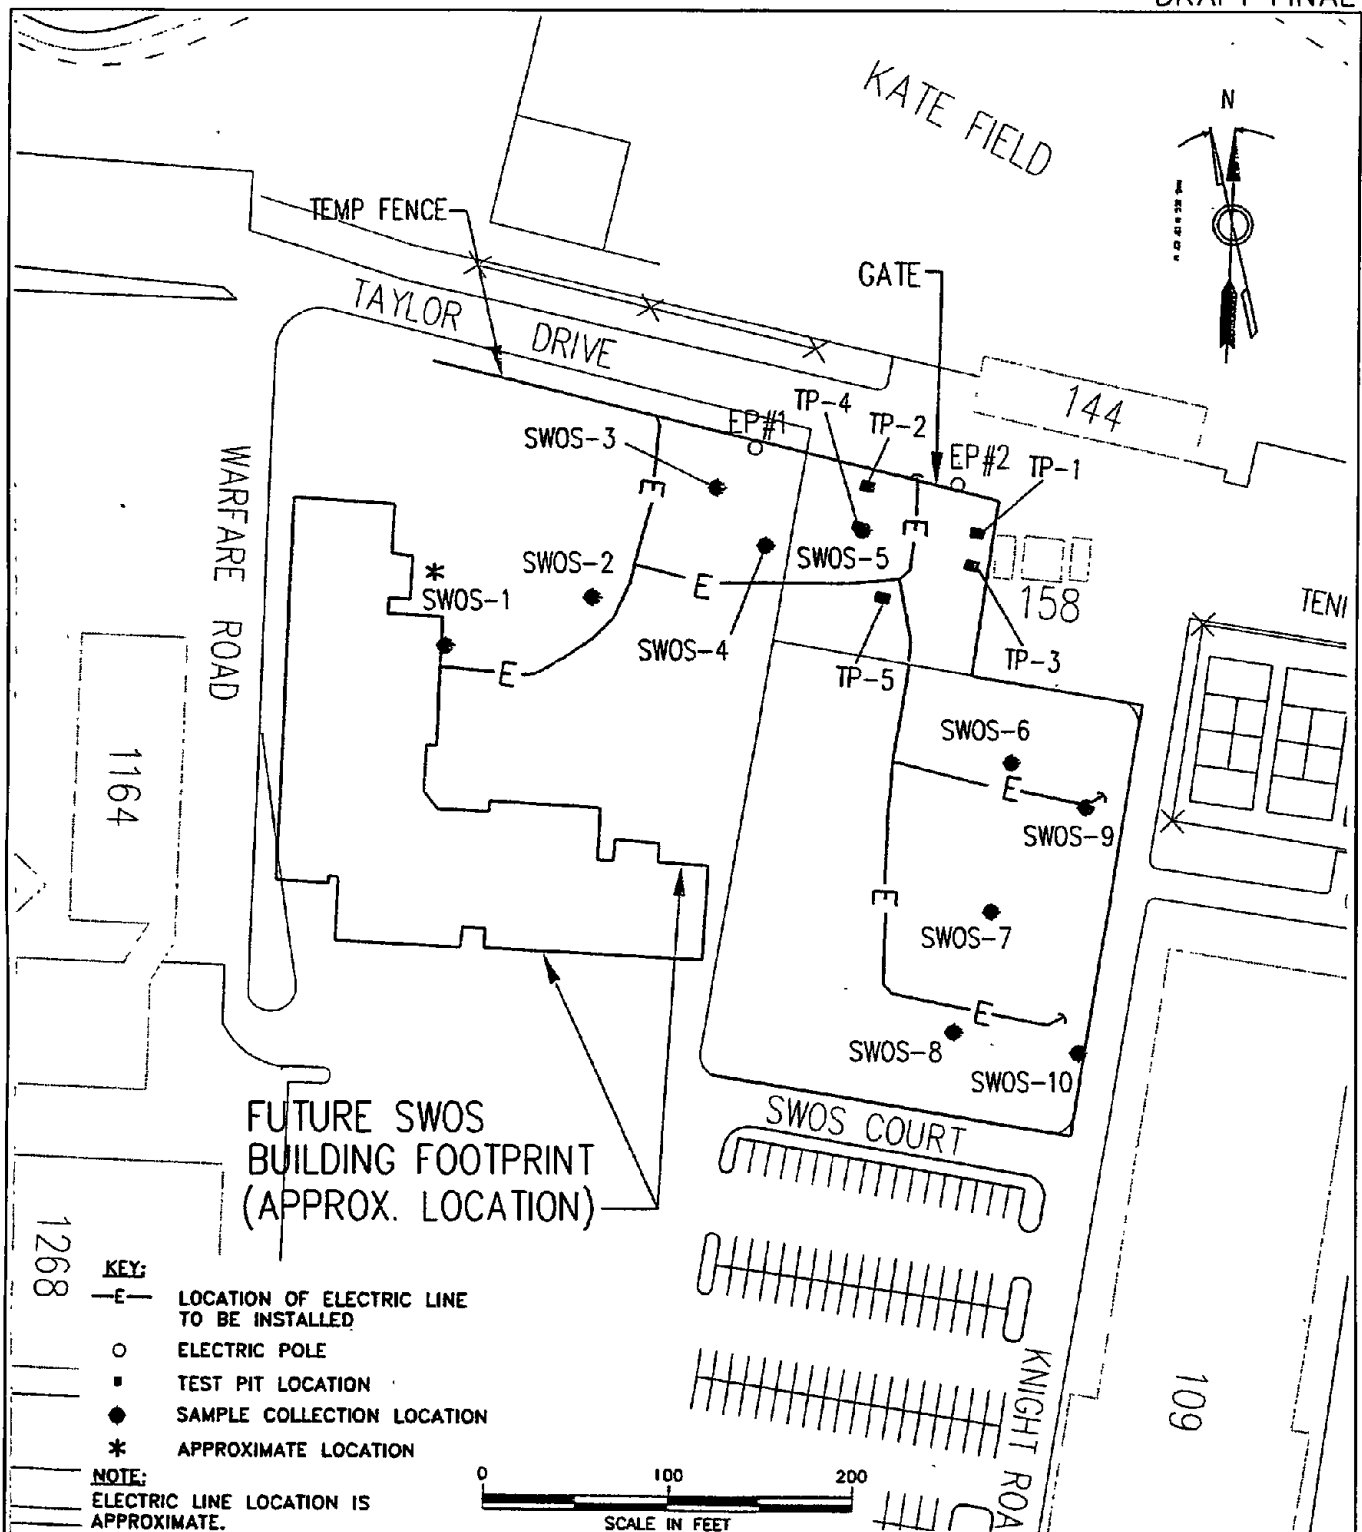 DRAFT FINAL
KATE FIELD
N
TEMP FENCE
GATE
TAYLOR DRIVE
144
TP-4
EP#1
TP-2
SWOS-3
EP#2
TP-1
E
E
WARFARE ROAD
SWOS-2
SWOS-5
*
E
SWOS-1
158
TENI
SWOS-4
TP-3
E
TP-5
SWOS-6
1164
E
SWOS-9
E
SWOS-7
E
SWOS-8
SWOS-10
FUTURE SWOS
BUILDING FOOTPRINT
(APPROX. LOCATION)
SWOS COURT
1268
KNIGHT ROA
109
KEY:
—E— LOCATION OF ELECTRIC LINE
TO BE INSTALLED
ELECTRIC POLE
TEST PIT LOCATION
SAMPLE COLLECTION LOCATION
* APPROXIMATE LOCATION
NOTE:
ELECTRIC LINE LOCATION IS
APPROXIMATE.
0 100 200
SCALE IN FEET